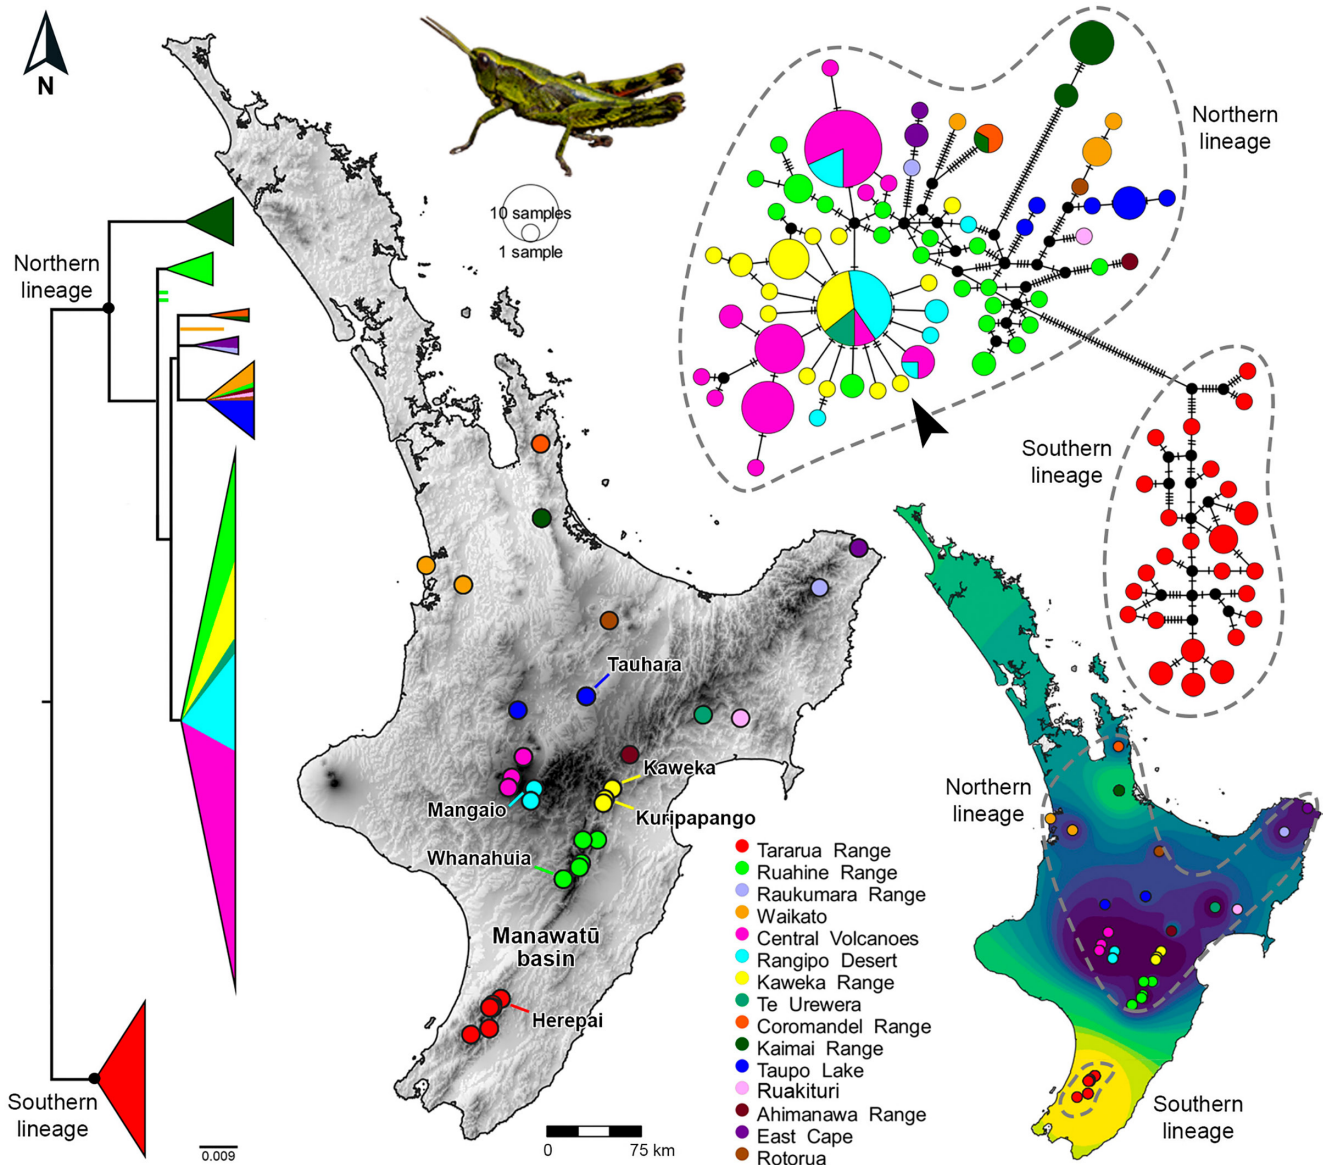 N
10 samples
1 sample
Northern
lineage
Northern
lineage
Southern
lineage
Tauhara
Kaweka
Mangaio
Kuripapango
Whanahuia
Manawatū
basin
Herepai
Tararua Range
Ruahine Range
Raukumara Range
Waikato
Central Volcanoes
Rangipo Desert
Kaweka Range
Te Urewera
Coromandel Range
Kaimai Range
Taupo Lake
Ruakituri
Ahimanawa Range
East Cape
Rotorua
Northern
lineage
Southern
lineage
Southern
lineage
0.009
0
75 km